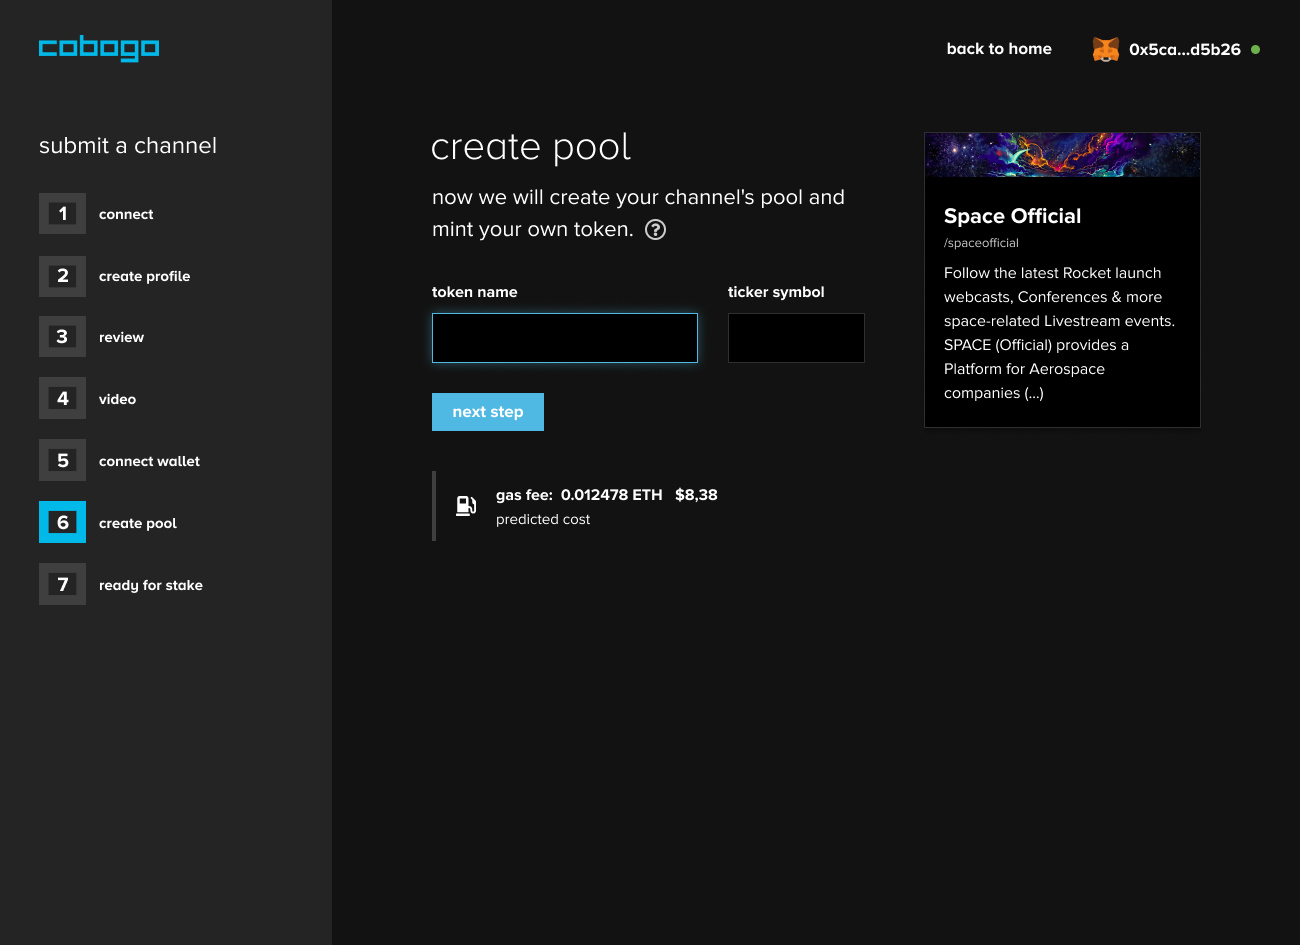 cobogo
back to home
0x5ca...d5b26
submit a channel
1 connect
2 create profile
3 review
4 video
5 connect wallet
6 create pool
7 ready for stake
create pool
now we will create your channel's pool and
mint your own token. ?
token name
ticker symbol
next step
gas fee: 0.012478 ETH $8,38
predicted cost
Space Official
/spaceofficial
Follow the latest Rocket launch
webcasts, Conferences & more
space-related Livestream events.
SPACE (Official) provides a
Platform for Aerospace
companies (...)